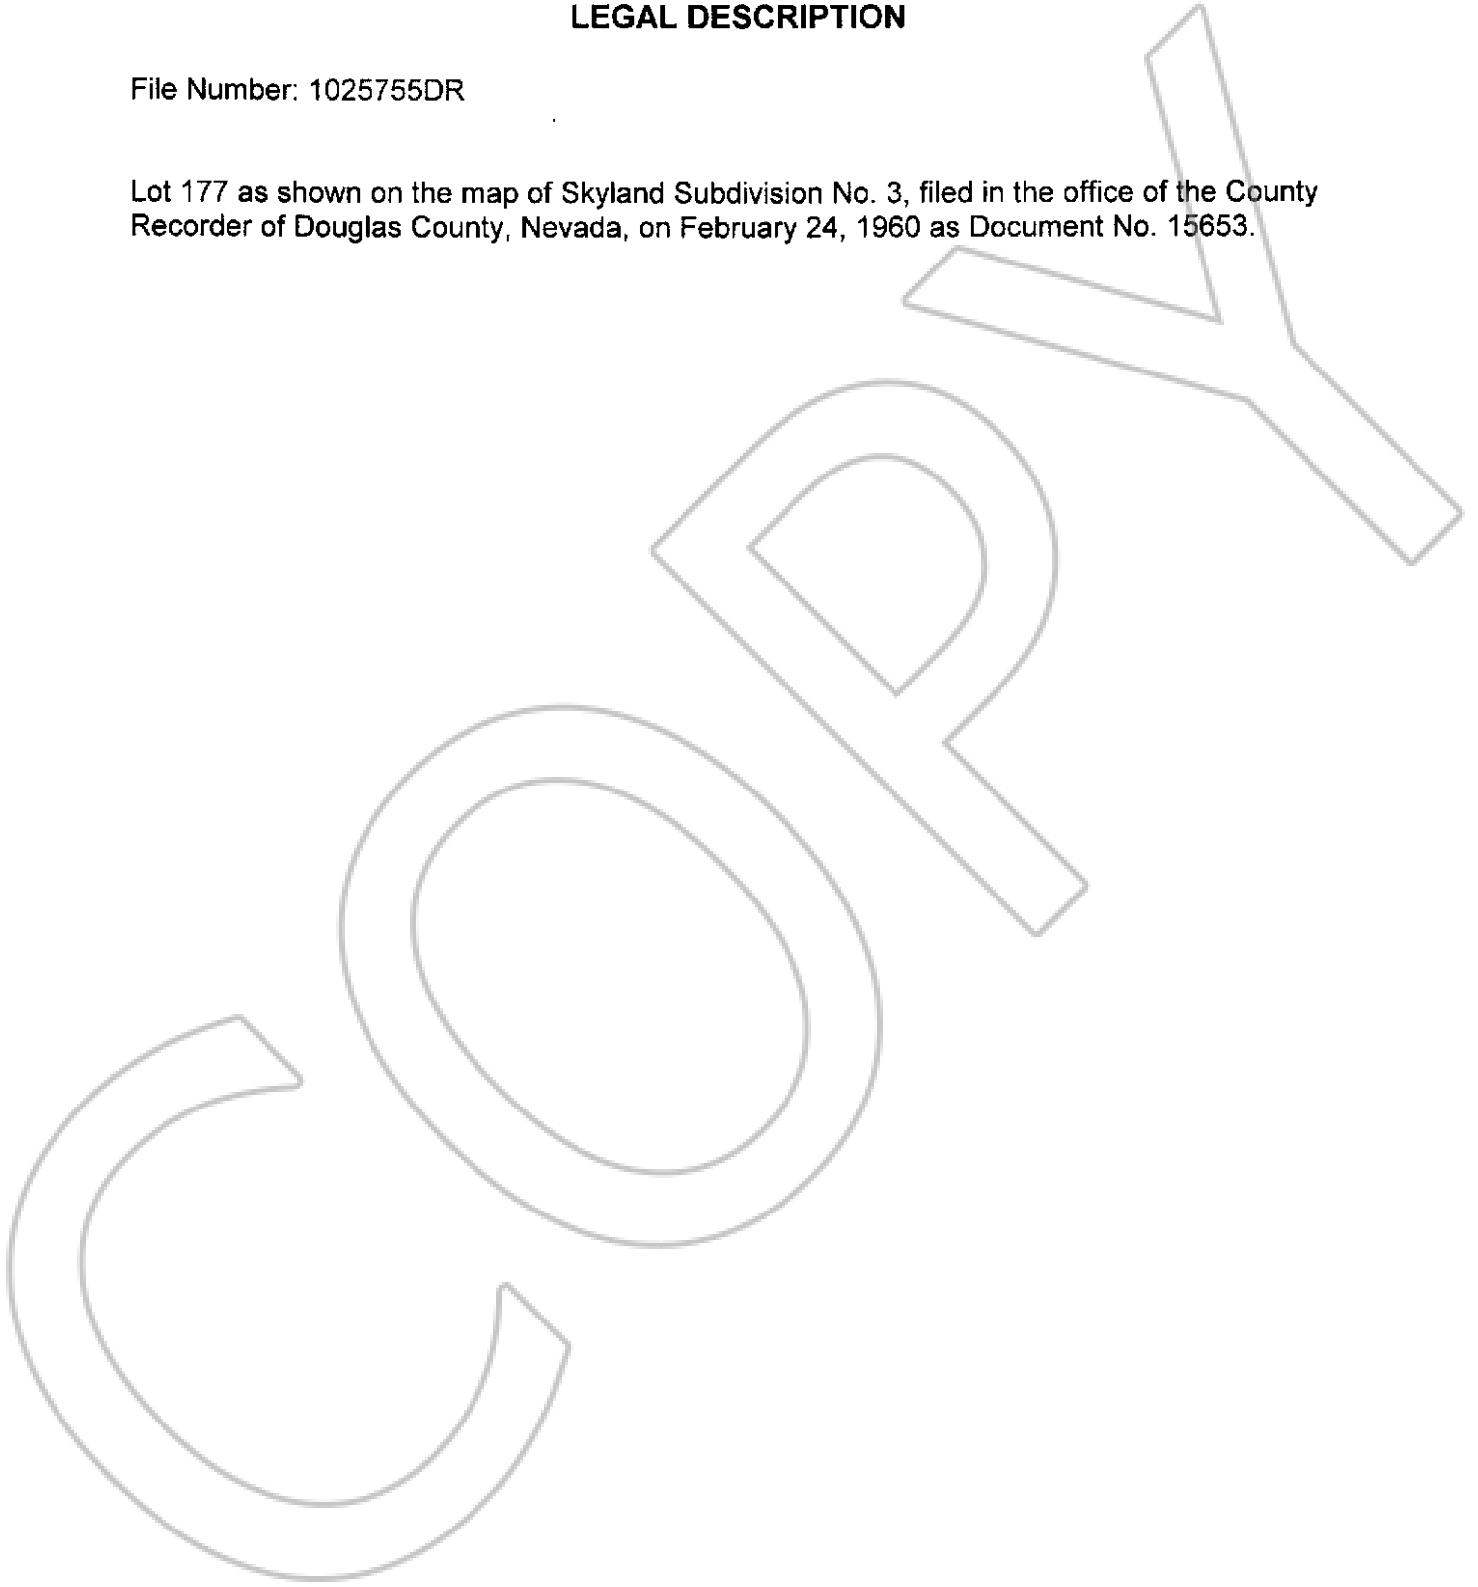 LEGAL DESCRIPTION
File Number: 1025755DR
Lot 177 as shown on the map of Skyland Subdivision No. 3, filed in the office of the County
Recorder of Douglas County, Nevada, on February 24, 1960 as Document No. 15653.
COPY